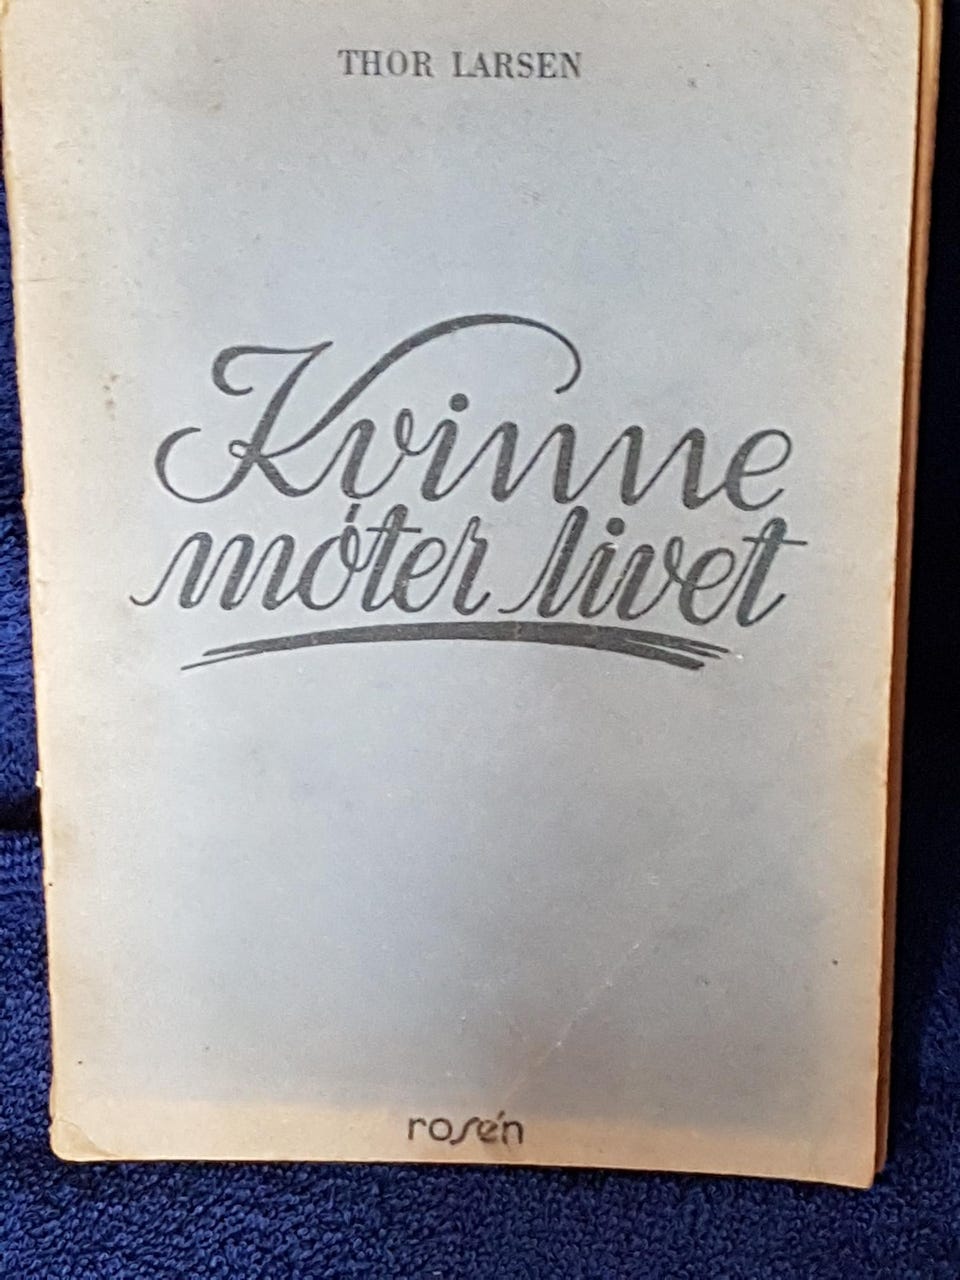 THOR LARSEN
Kvinne
møter livet
rosén